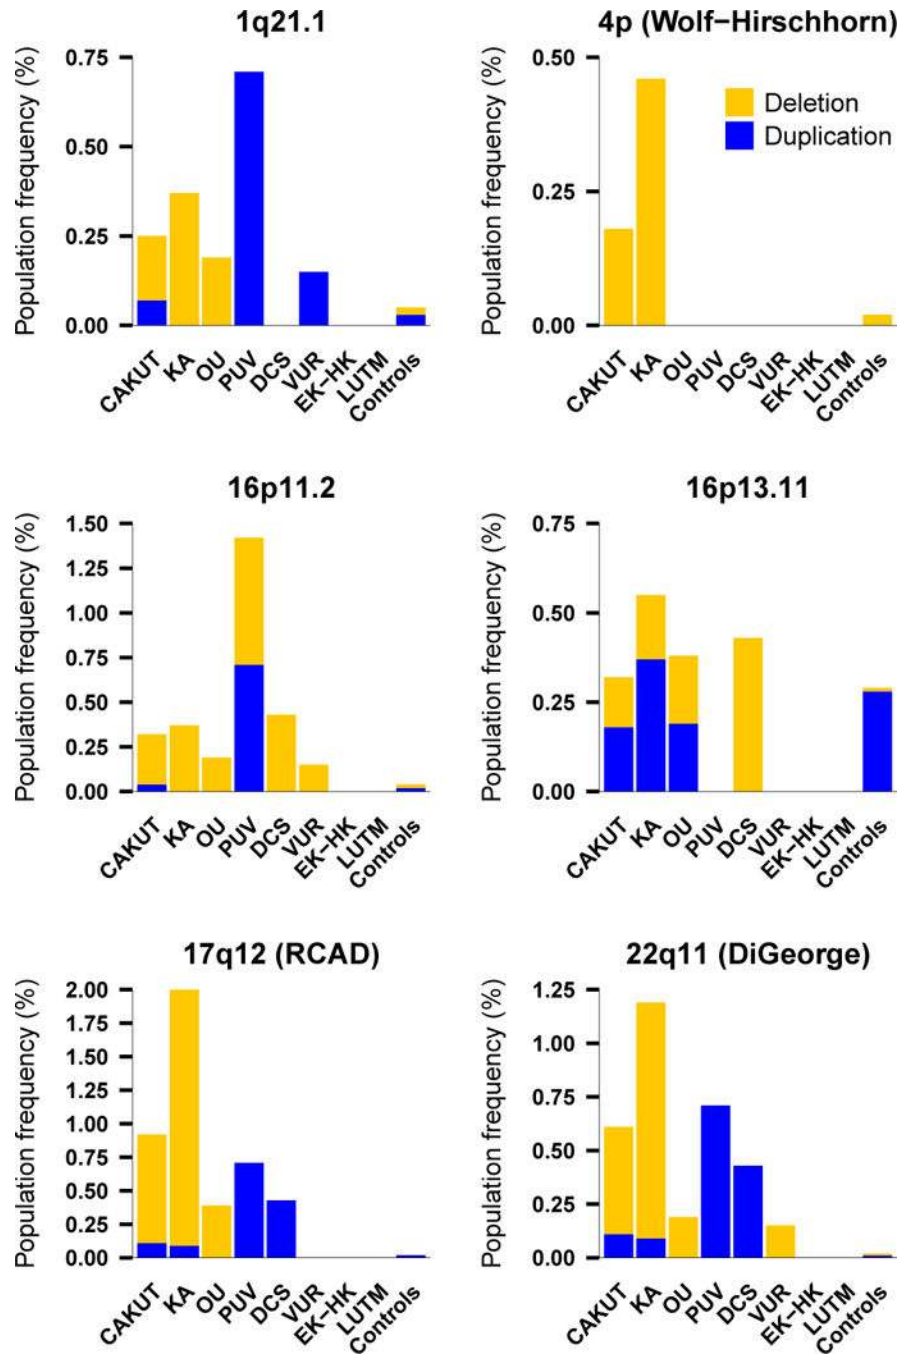 1q21.1
Population frequency (%)
0.75
0.50
0.25
0.00
CAKUT
KA
OU
PUV
DCS
VUR
EK-HK
LUTM
Controls
4p (Wolf-Hirschhorn)
Population frequency (%)
0.50
0.25
0.00
Deletion
Duplication
CAKUT
KA
OU
PUV
DCS
VUR
EK-HK
LUTM
Controls
16p11.2
Population frequency (%)
1.50
1.25
1.00
0.75
0.50
0.25
0.00
CAKUT
KA
OU
PUV
DCS
VUR
EK-HK
LUTM
Controls
16p13.11
Population frequency (%)
0.75
0.50
0.25
0.00
CAKUT
KA
OU
PUV
DCS
VUR
EK-HK
LUTM
Controls
17q12 (RCAD)
Population frequency (%)
2.00
1.75
1.50
1.25
1.00
0.75
0.50
0.25
0.00
CAKUT
KA
OU
PUV
DCS
VUR
EK-HK
LUTM
Controls
22q11 (DiGeorge)
Population frequency (%)
1.25
1.00
0.75
0.50
0.25
0.00
CAKUT
KA
OU
PUV
DCS
VUR
EK-HK
LUTM
Controls